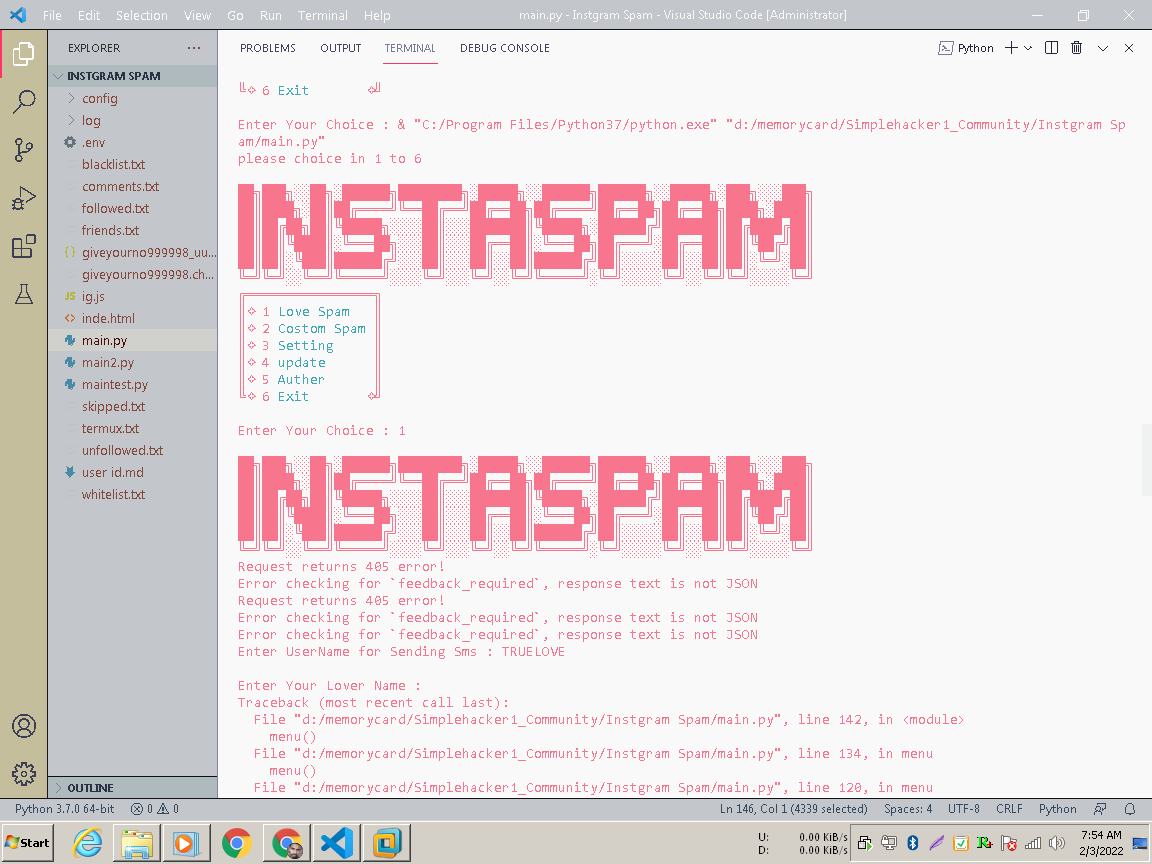 File Edit Selection View Go Run Terminal Help main.py - Instgram Spam - Visual Studio Code [Administrator]
EXPLORER ...
INSTGRAM SPAM
config
log
.env
blacklist.txt
comments.txt
followed.txt
friends.txt
{} giveyourno999998_uu...
giveyourno999998.ch...
JS ig.js
<> inde.html
main.py
main2.py
maintest.py
skipped.txt
termux.txt
unfollowed.txt
user id.md
whitelist.txt
OUTLINE
PROBLEMS OUTPUT TERMINAL DEBUG CONSOLE Python
6 Exit
Enter Your Choice : & "C:/Program Files/Python37/python.exe" "d:/memorycard/Simplehacker1_Community/Instgram Sp
am/main.py"
please choice in 1 to 6
INSTASPAM
1 Love Spam
2 Costom Spam
3 Setting
4 update
5 Auther
6 Exit
Enter Your Choice : 1
INSTASPAM
Request returns 405 error!
Error checking for `feedback_required`, response text is not JSON
Request returns 405 error!
Error checking for `feedback_required`, response text is not JSON
Error checking for `feedback_required`, response text is not JSON
Enter UserName for Sending Sms : TRUELOVE
Enter Your Lover Name :
Traceback (most recent call last):
File "d:/memorycard/Simplehacker1_Community/Instgram Spam/main.py", line 142, in <module>
menu()
File "d:/memorycard/Simplehacker1_Community/Instgram Spam/main.py", line 134, in menu
menu()
File "d:/memorycard/Simplehacker1_Community/Instgram Spam/main.py", line 120, in menu
Python 3.7.0 64-bit 0 0 Ln 146, Col 1 (4339 selected) Spaces: 4 UTF-8 CRLF Python
Start
U: 0.00 KiB/s
D: 0.00 KiB/s
7:54 AM
2/3/2022